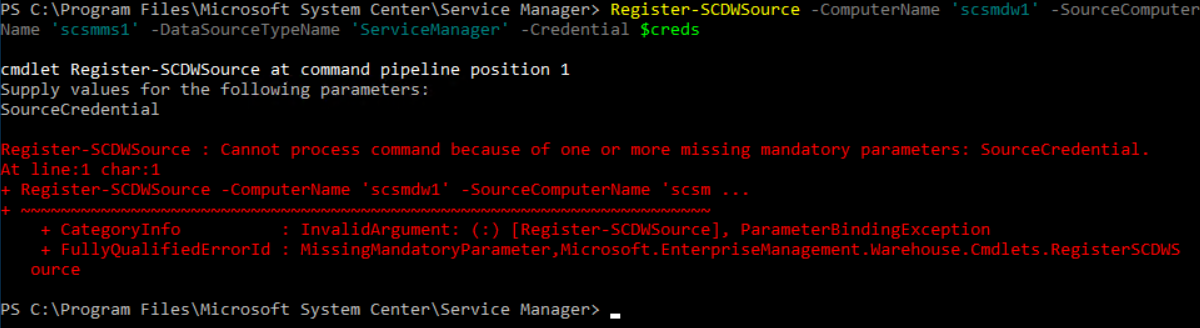 PS C:\Program Files\Microsoft System Center\Service Manager> Register-SCDWSource -ComputerName 'scsmdw1' -SourceComputer
Name 'scsmms1' -DataSourceTypeName 'ServiceManager' -Credential $creds
cmdlet Register-SCDWSource at command pipeline position 1
Supply values for the following parameters:
SourceCredential
Register-SCDWSource : Cannot process command because of one or more missing mandatory parameters: SourceCredential.
At line:1 char:1
+ Register-SCDWSource -ComputerName 'scsmdw1' -SourceComputerName 'scsm ...
+ ~~~~~~~~~~~~~~~~~~~~~~~~~~~~~~~~~~~~~~~~~~~~~~~~~~~~~~~~~~~~~~~~~~~~~
    + CategoryInfo          : InvalidArgument: (:) [Register-SCDWSource], ParameterBindingException
    + FullyQualifiedErrorId : MissingMandatoryParameter,Microsoft.EnterpriseManagement.Warehouse.Cmdlets.RegisterSCDWS
   ource
PS C:\Program Files\Microsoft System Center\Service Manager> _